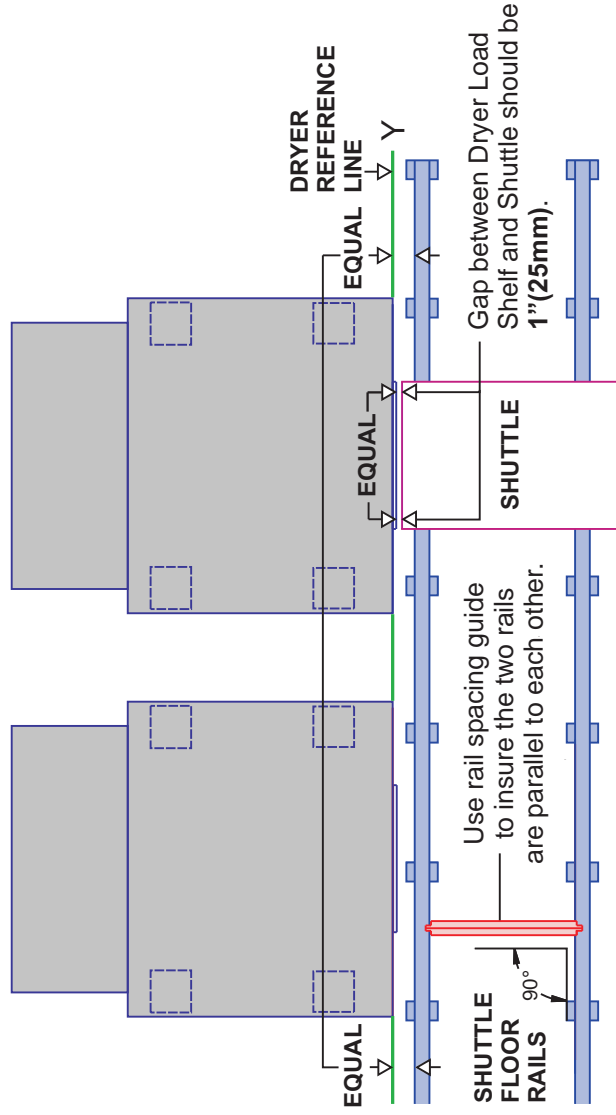 DRYER
REFERENCE
LINE
Y
EQUAL
EQUAL
EQUAL
Gap between Dryer Load
Shelf and Shuttle should be
1”(25mm).
SHUTTLE
Use rail spacing guide
to insure the two rails
are parallel to each other.
90°
SHUTTLE
FLOOR
RAILS